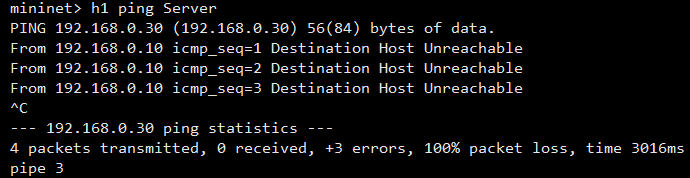 mininet> h1 ping Server
PING 192.168.0.30 (192.168.0.30) 56(84) bytes of data.
From 192.168.0.10 icmp_seq=1 Destination Host Unreachable
From 192.168.0.10 icmp_seq=2 Destination Host Unreachable
From 192.168.0.10 icmp_seq=3 Destination Host Unreachable
^C
--- 192.168.0.30 ping statistics ---
4 packets transmitted, 0 received, +3 errors, 100% packet loss, time 3016ms
pipe 3